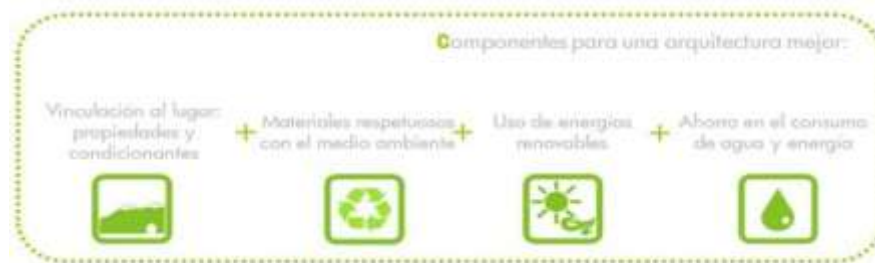 Componentes para una arquitectura mejor:
Vinculación al lugar:
propiedades y
condicionantes
+
Materiales respetuosos
con el medio ambiente
+
Uso de energías
renovables
+
Ahorro en el consumo
de agua y energía